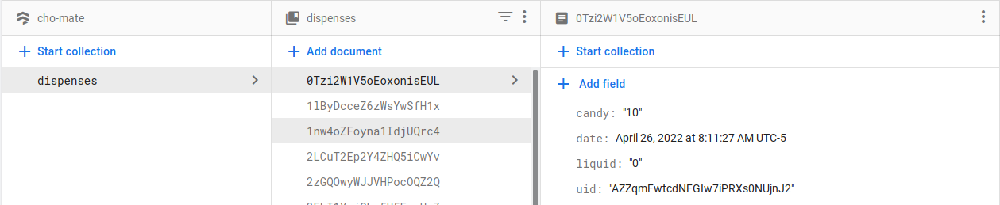 cho-mate
Start collection
dispenses
dispenses
Add document
0Tzi2W1V5oEoxonisEUL
1lByDcceZ6zWsYwSfH1x
1nw4oZFoyna1IdjUQrc4
2LCuT2Ep2Y4ZHQ5iCwYv
2zGQOwyWJJVHPocOQZ2Q
0Tzi2W1V5oEoxonisEUL
Start collection
Add field
candy: "10"
date: April 26, 2022 at 8:11:27 AM UTC-5
liquid: "0"
uid: "AZZqmFwtcdNFGIw7iPRXs0NUjnJ2"